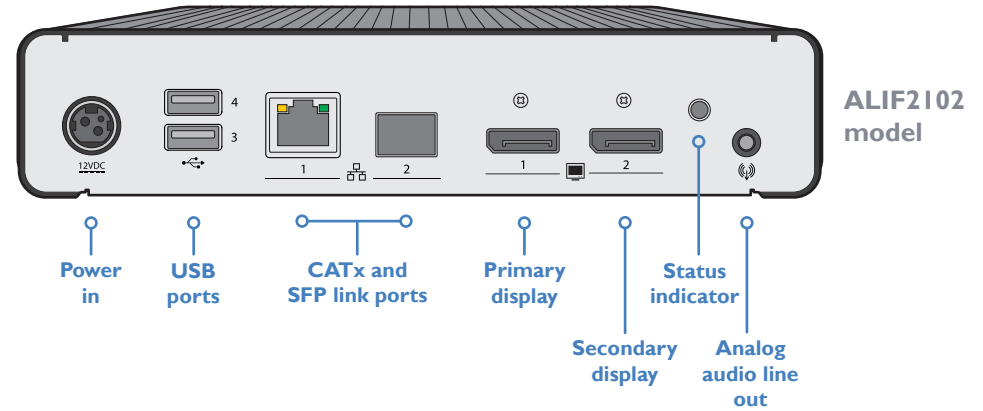 ALIF2102
model
4
3
12VDC
1
2
1
2
Power
in
USB
ports
CATx and
SFP link ports
Primary
display
Status
indicator
Secondary
display
Analog
audio line
out